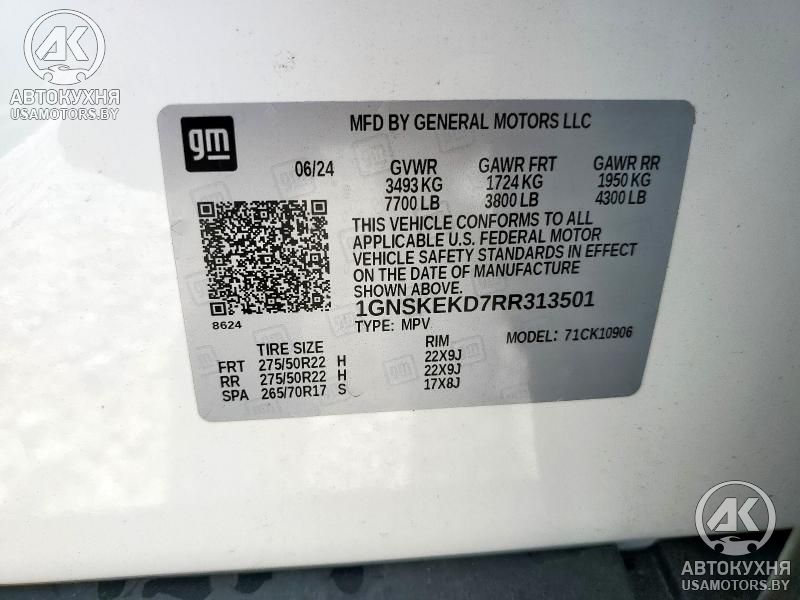 AK
АВТОКУХНЯ
USAMOTORS.BY
gm
MFD BY GENERAL MOTORS LLC
06/24 GVWR GAWR FRT GAWR RR
3493 KG 1724 KG 1950 KG
7700 LB 3800 LB 4300 LB
THIS VEHICLE CONFORMS TO ALL
APPLICABLE U.S. FEDERAL MOTOR
VEHICLE SAFETY STANDARDS IN EFFECT
ON THE DATE OF MANUFACTURE
SHOWN ABOVE.
1GNSKEKD7RR313501
8624
TYPE: MPV MODEL: 71CK10906
TIRE SIZE RIM
FRT 275/50R22 H 22X9J
RR 275/50R22 H 22X9J
SPA 265/70R17 S 17X8J
AK
АВТОКУХНЯ
USAMOTORS.BY